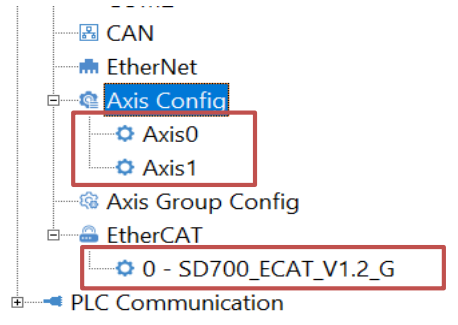 CAN
EtherNet
Axis Config
Axis0
Axis1
Axis Group Config
EtherCAT
0 - SD700_ECAT_V1.2_G
PLC Communication